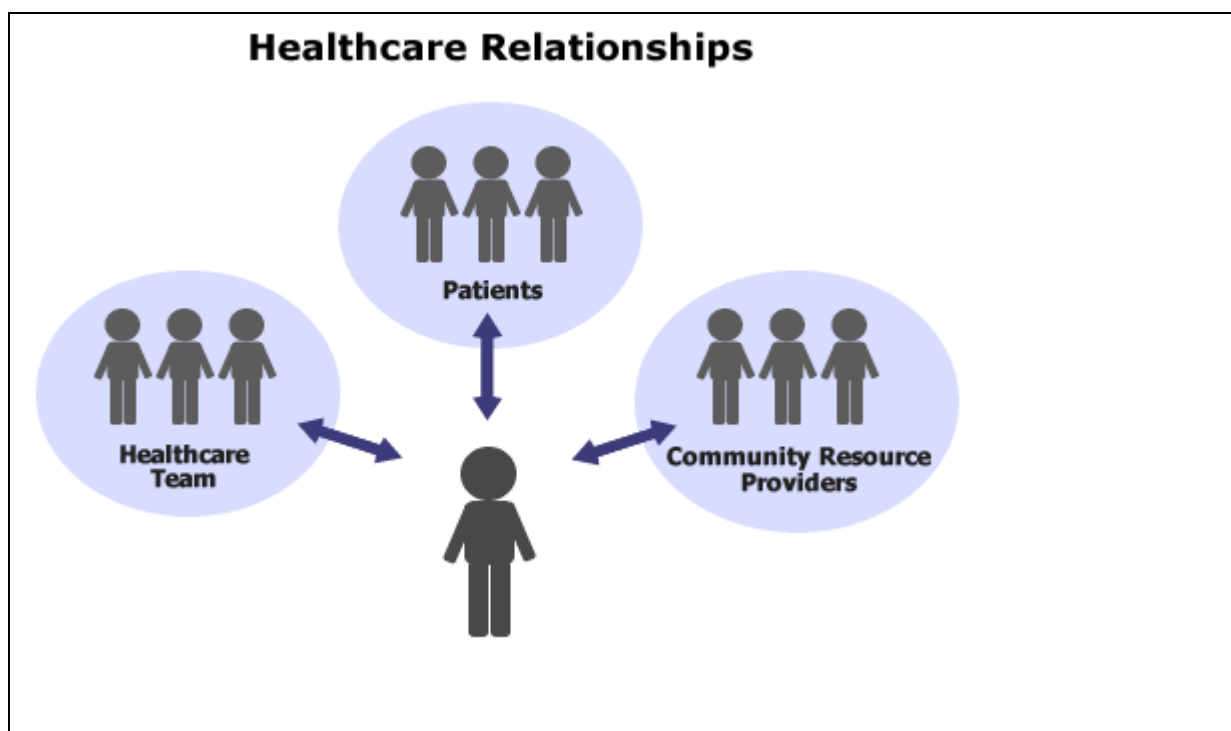 Healthcare Relationships
Patients
Healthcare
Team
Community Resource
Providers